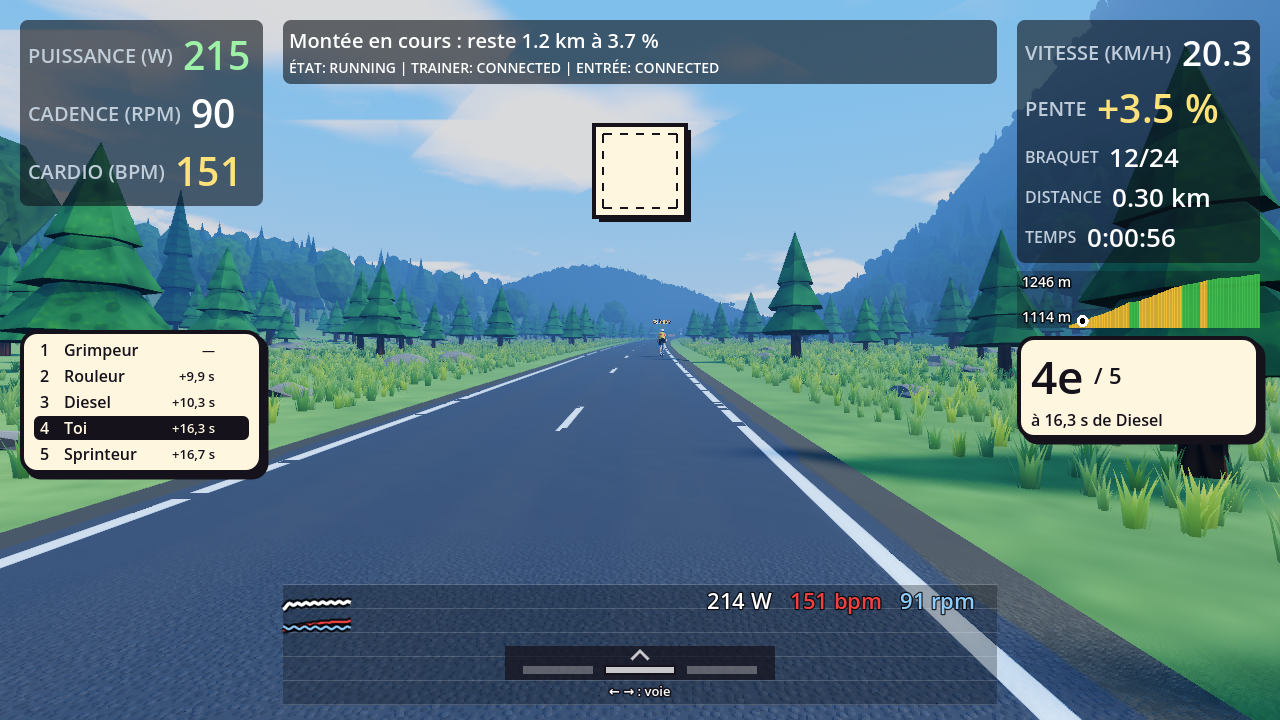 PUISSANCE (W) 215
CADENCE (RPM) 90
CARDIO (BPM) 151
Montée en cours : reste 1.2 km à 3.7 %
ÉTAT: RUNNING | TRAINER: CONNECTED | ENTRÉE: CONNECTED
VITESSE (KM/H) 20.3
PENTE +3.5 %
BRAQUET 12/24
DISTANCE 0.30 km
TEMPS 0:00:56
1246 m
1114 m
1 Grimpeur —
2 Rouleur +9,9 s
3 Diesel +10,3 s
4 Toi +16,3 s
5 Sprinteur +16,7 s
4e / 5
à 16,3 s de Diesel
214 W 151 bpm 91 rpm
← → : voie